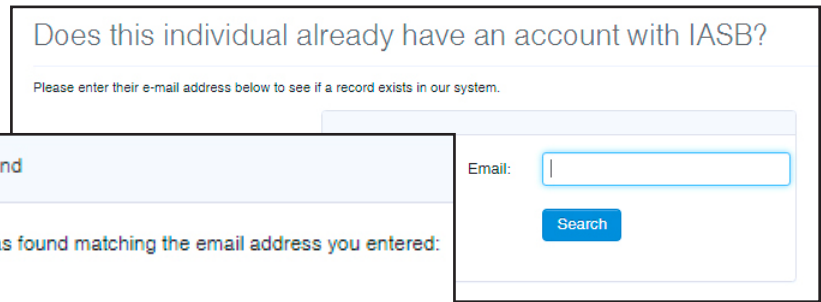 Does this individual already have an account with IASB?
Please enter their e-mail address below to see if a record exists in our system.
Email:
Search
nd
s found matching the email address you entered: